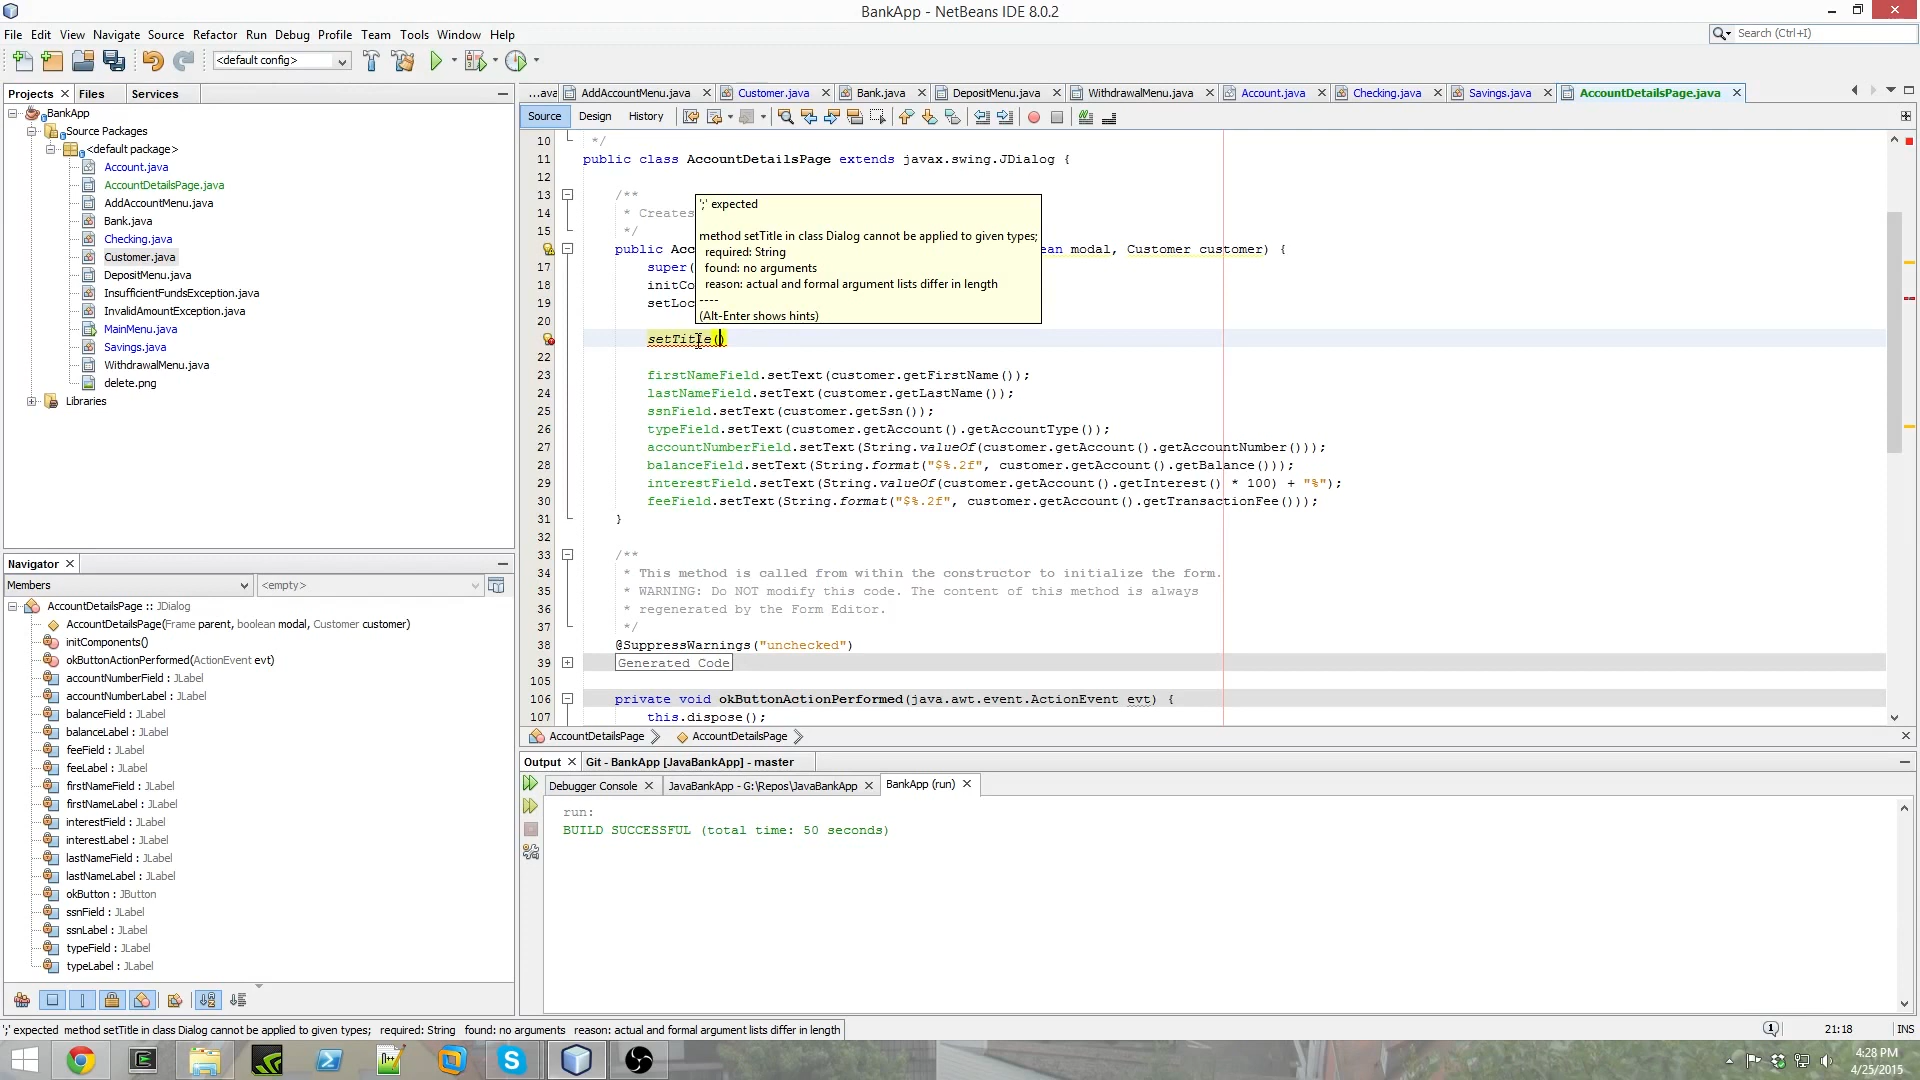 BankApp - NetBeans IDE 8.0.2
File Edit View Navigate Source Refactor Run Debug Profile Team Tools Window Help
Search (Ctrl+I)
<default config>
Projects Files Services
BankApp
Source Packages
<default package>
Account.java
AccountDetailsPage.java
AddAccountMenu.java
Bank.java
Checking.java
Customer.java
DepositMenu.java
InsufficientFundsException.java
InvalidAmountException.java
MainMenu.java
Savings.java
WithdrawalMenu.java
delete.png
Libraries
Navigator
Members
<empty>
AccountDetailsPage :: JDialog
AccountDetailsPage(Frame parent, boolean modal, Customer customer)
initComponents()
okButtonActionPerformed(ActionEvent evt)
accountNumberField : JLabel
accountNumberLabel : JLabel
balanceField : JLabel
balanceLabel : JLabel
feeField : JLabel
feeLabel : JLabel
firstNameField : JLabel
firstNameLabel : JLabel
interestField : JLabel
interestLabel : JLabel
lastNameField : JLabel
lastNameLabel : JLabel
okButton : JButton
ssnField : JLabel
ssnLabel : JLabel
typeField : JLabel
typeLabel : JLabel
...ava AddAccountMenu.java Customer.java Bank.java DepositMenu.java WithdrawalMenu.java Account.java Checking.java Savings.java AccountDetailsPage.java
Source Design History
10 */
11 public class AccountDetailsPage extends javax.swing.JDialog {
12
13 /**
14 * Creates
15 */
public Acc ean modal, Customer customer) {
17 super(
18 initCo
19 setLoc
20
setTitle()
22
23 firstNameField.setText(customer.getFirstName());
24 lastNameField.setText(customer.getLastName());
25 ssnField.setText(customer.getSsn());
26 typeField.setText(customer.getAccount().getAccountType());
27 accountNumberField.setText(String.valueOf(customer.getAccount().getAccountNumber()));
28 balanceField.setText(String.format("$%.2f", customer.getAccount().getBalance()));
29 interestField.setText(String.valueOf(customer.getAccount().getInterest() * 100) + "%");
30 feeField.setText(String.format("$%.2f", customer.getAccount().getTransactionFee()));
31 }
32
33 /**
34 * This method is called from within the constructor to initialize the form.
35 * WARNING: Do NOT modify this code. The content of this method is always
36 * regenerated by the Form Editor.
37 */
38 @SuppressWarnings("unchecked")
39 Generated Code
105
106 private void okButtonActionPerformed(java.awt.event.ActionEvent evt) {
107 this.dispose();
';' expected
method setTitle in class Dialog cannot be applied to given types;
required: String
found: no arguments
reason: actual and formal argument lists differ in length
----
(Alt-Enter shows hints)
AccountDetailsPage AccountDetailsPage
Output Git - BankApp [JavaBankApp] - master
Debugger Console JavaBankApp - G:\Repos\JavaBankApp BankApp (run)
run:
BUILD SUCCESSFUL (total time: 50 seconds)
';' expected method setTitle in class Dialog cannot be applied to given types; required: String found: no arguments reason: actual and formal argument lists differ in length
1 21:18 INS
4:28 PM
4/25/2015